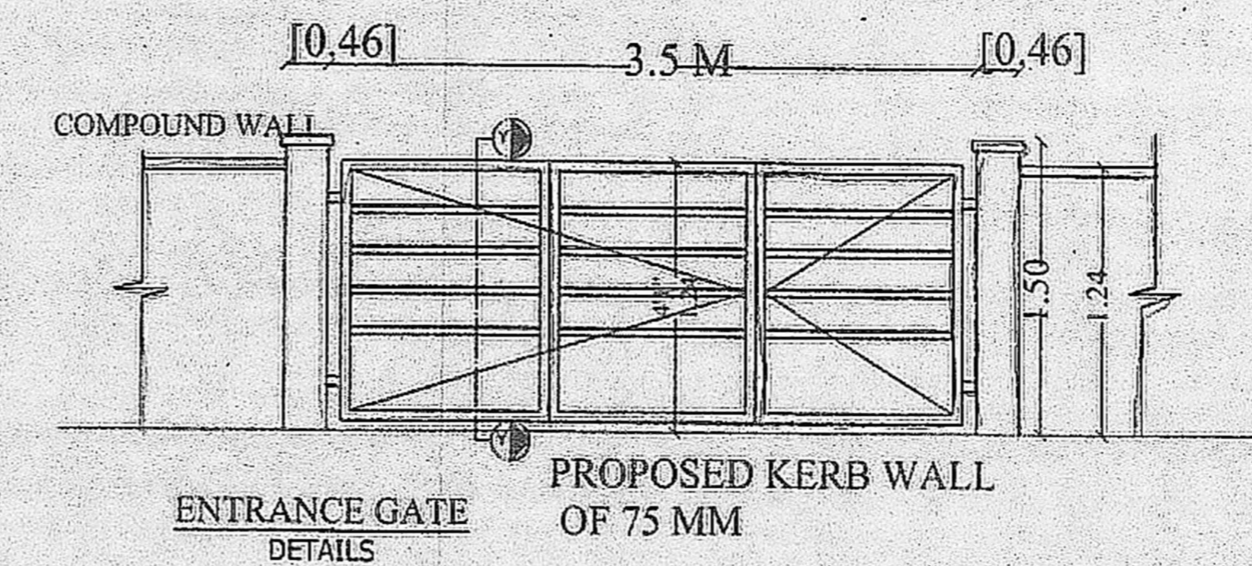 [0,46]
3.5 M
[0,46]
COMPOUND WALL
Y
1.50
1.24
Y
PROPOSED KERB WALL
OF 75 MM
ENTRANCE GATE
DETAILS